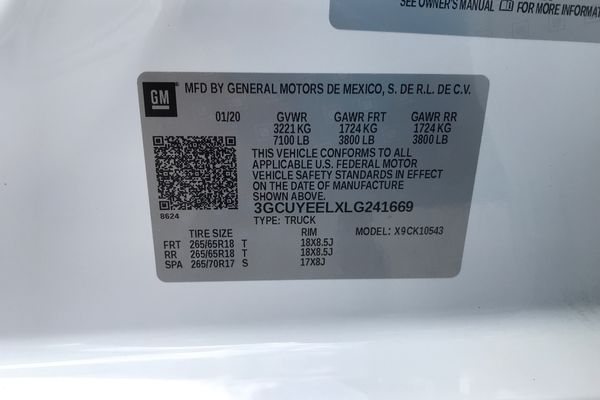 SEE OWNER'S MANUAL FOR MORE INFORMAT
GM
MFD BY GENERAL MOTORS DE MEXICO, S. DE R.L. DE C.V.
01/20 GVWR GAWR FRT GAWR RR
3221 KG 1724 KG 1724 KG
7100 LB 3800 LB 3800 LB
THIS VEHICLE CONFORMS TO ALL
APPLICABLE U.S. FEDERAL MOTOR
VEHICLE SAFETY STANDARDS IN EFFECT
ON THE DATE OF MANUFACTURE
SHOWN ABOVE.
3GCUYEELXLG241669
8624
TYPE: TRUCK
TIRE SIZE RIM MODEL: X9CK10543
FRT 265/65R18 T 18X8.5J
RR 265/65R18 T 18X8.5J
SPA 265/70R17 S 17X8J